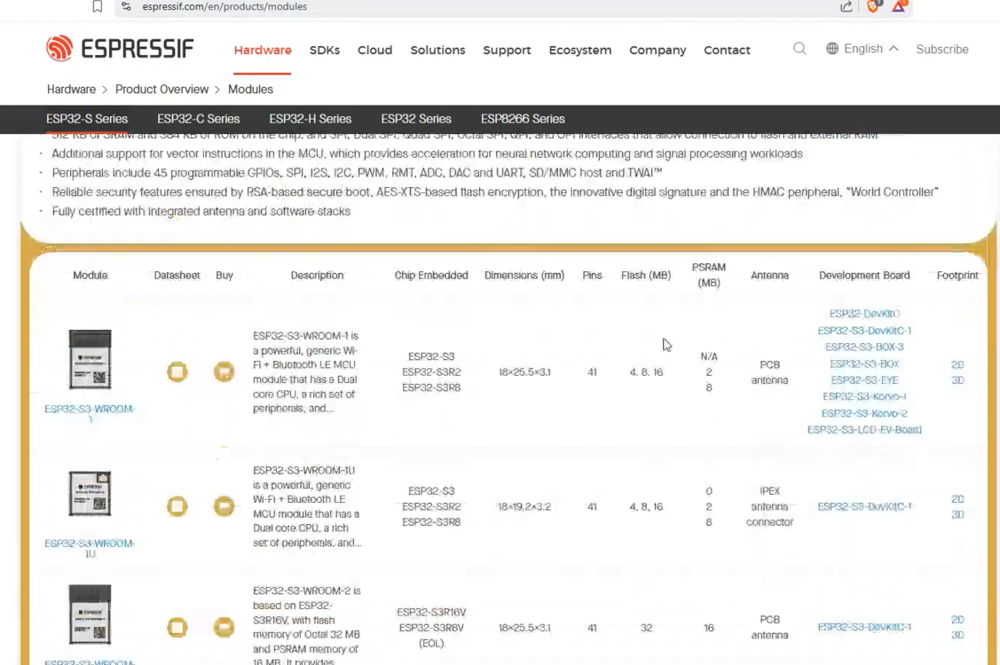 espressif.com/en/products/modules
ESPRESSIF
Hardware SDKs Cloud Solutions Support Ecosystem Company Contact English Subscribe
Hardware > Product Overview > Modules
ESP32-S Series ESP32-C Series ESP32-H Series ESP32 Series ESP8266 Series
512 KB of SRAM and 384 KB of ROM on the chip, and SPI, Dual SPI, Quad SPI, Octal SPI, QPI, and OPI interfaces that allow connection to flash and external RAM
· Additional support for vector instructions in the MCU, which provides acceleration for neural network computing and signal processing workloads
· Peripherals include 45 programmable GPIOs, SPI, I2S, I2C, PWM, RMT, ADC, DAC and UART, SD/MMC host and TWAI™
· Reliable security features ensured by RSA-based secure boot, AES-XTS-based flash encryption, the innovative digital signature and the HMAC peripheral, “World Controller”
· Fully certified with integrated antenna and software stacks
Module Datasheet Buy Description Chip Embedded Dimensions (mm) Pins Flash (MB) PSRAM (MB) Antenna Development Board Footprint
ESP32-S3-WROOM-1
ESP32-S3-WROOM-1 is
a powerful, generic Wi-
Fi + Bluetooth LE MCU
module that has a Dual
core CPU, a rich set of
peripherals, and...
ESP32-S3
ESP32-S3R2
ESP32-S3R8
18×25.5×3.1
41
4, 8, 16
N/A
2
8
PCB
antenna
ESP32-DevKitC
ESP32-S3-DevKitC-1
ESP32-S3-BOX-3
ESP32-S3-BOX
ESP32-S3-EYE
ESP32-S3-Korvo-1
ESP32-S3-Korvo-2
ESP32-S3-LCD-EV-Board
2D
3D
ESP32-S3-WROOM-
1U
ESP32-S3-WROOM-1U
is a powerful, generic
Wi-Fi + Bluetooth LE
MCU module that has a
Dual core CPU, a rich
set of peripherals, and...
ESP32-S3
ESP32-S3R2
ESP32-S3R8
18×19.2×3.2
41
4, 8, 16
0
2
8
IPEX
antenna
connector
ESP32-S3-DevKitC-1
2D
3D
ESP32-S3-WROOM-
ESP32-S3-WROOM-2 is
based on ESP32-
S3R16V, with flash
memory of Octal 32 MB
and PSRAM memory of
16 MB. It provides
ESP32-S3R16V
ESP32-S3R8V
(EOL)
18×25.5×3.1
41
32
16
PCB
antenna
ESP32-S3-DevKitC-1
2D
3D